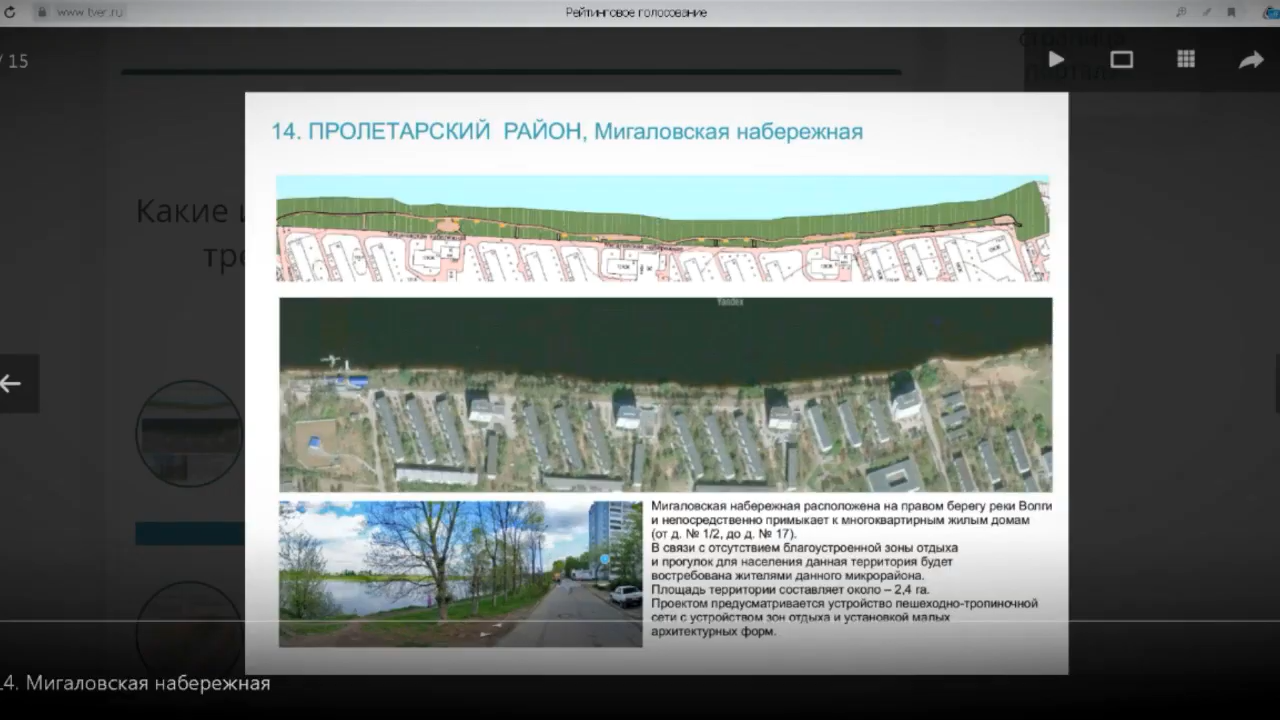 www.tver.ru
Рейтинговое голосование
/ 15
14. ПРОЛЕТАРСКИЙ РАЙОН, Мигаловская набережная
Какие
тре
Yandex
Мигаловская набережная расположена на правом берегу реки Волги
и непосредственно примыкает к многоквартирным жилым домам
(от д. № 1/2, до д. № 17).
В связи с отсутствием благоустроенной зоны отдыха
и прогулок для населения данная территория будет
востребована жителями данного микрорайона.
Площадь территории составляет около – 2,4 га.
Проектом предусматривается устройство пешеходно-тропиночной
сети с устройством зон отдыха и установкой малых
архитектурных форм.
4. Мигаловская набережная